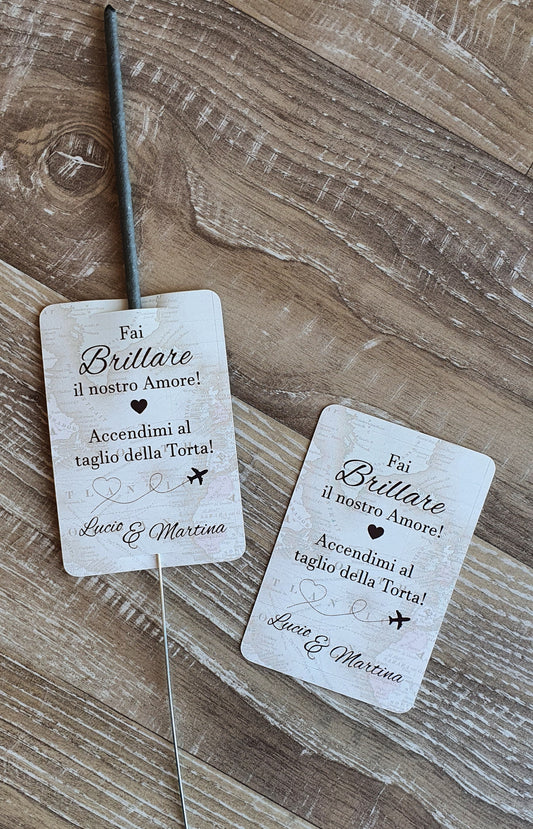 Fai
Brillare
il nostro Amore!
Accendimi al
taglio della Torta!
Lucio & Martina
Fai
Brillare
il nostro Amore!
Accendimi al
taglio della Torta!
Lucio & Martina